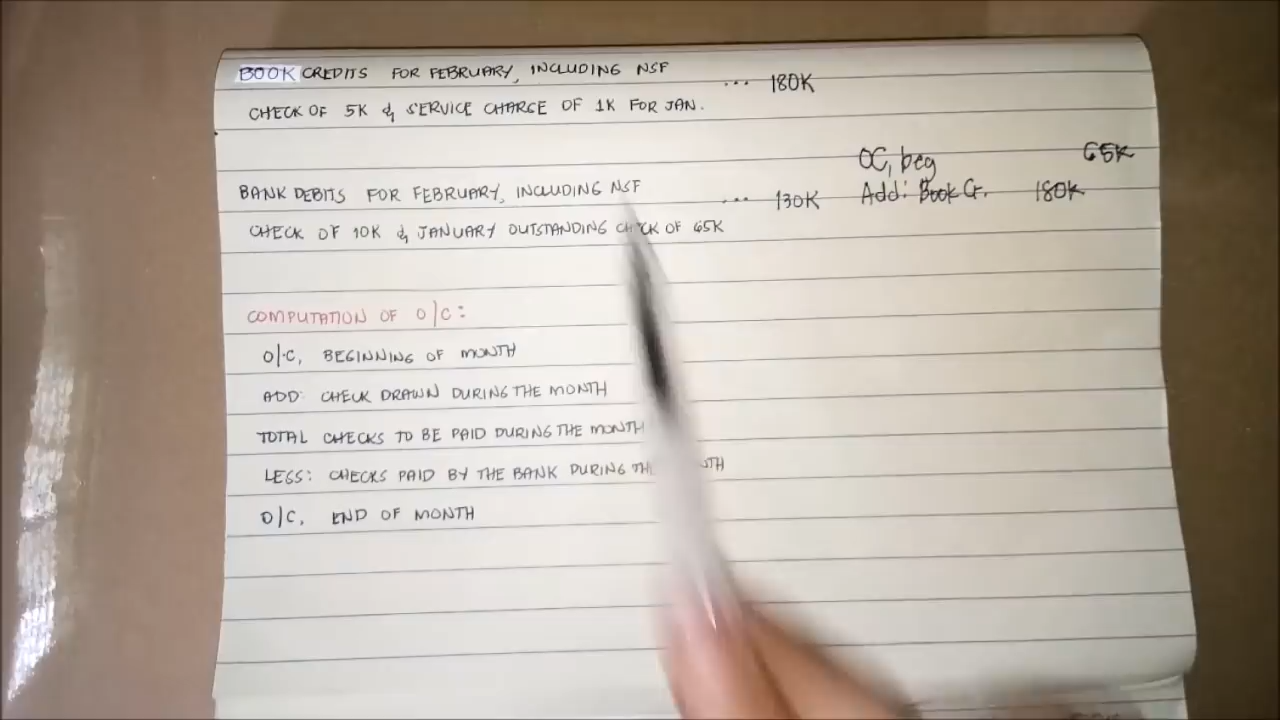 BOOK CREDITS FOR FEBRUARY, INCLUDING NSF
CHECK OF 5K & SERVICE CHARGE OF 1K FOR JAN. ... 180K
BANK DEBITS FOR FEBRUARY, INCLUDING NSF
CHECK OF 10K & JANUARY OUTSTANDING CHECK OF 65K ... 130K
OC, beg 65K
Add: Book Cr. 180K
COMPUTATION OF O/C:
O/C, BEGINNING OF MONTH
ADD: CHECK DRAWN DURING THE MONTH
TOTAL CHECKS TO BE PAID DURING THE MONTH
LESS: CHECKS PAID BY THE BANK DURING
O/C, END OF MONTH